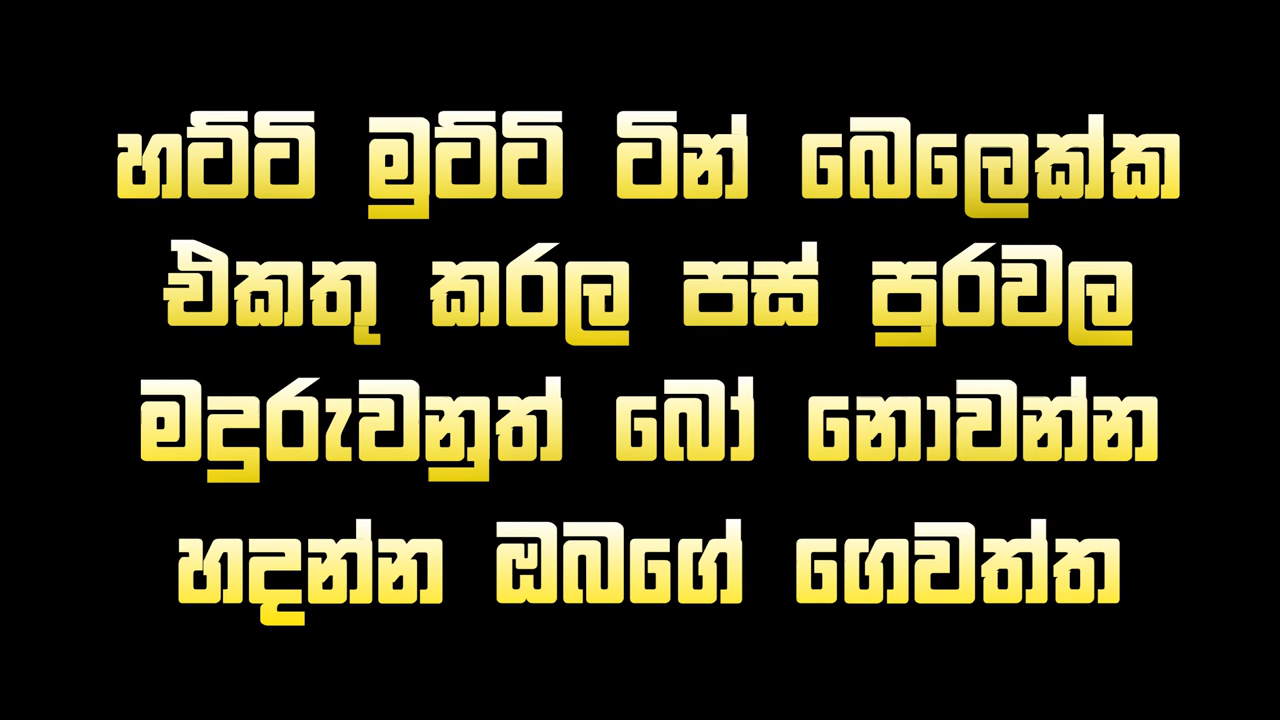 හට්ටි මුට්ටි ටින් බෙලෙක්ක
එකතු කරල පස් පුරවල
මදුරුවනුත් බෝ නොවන්න
හදන්න ඔබගේ ගෙවත්ත